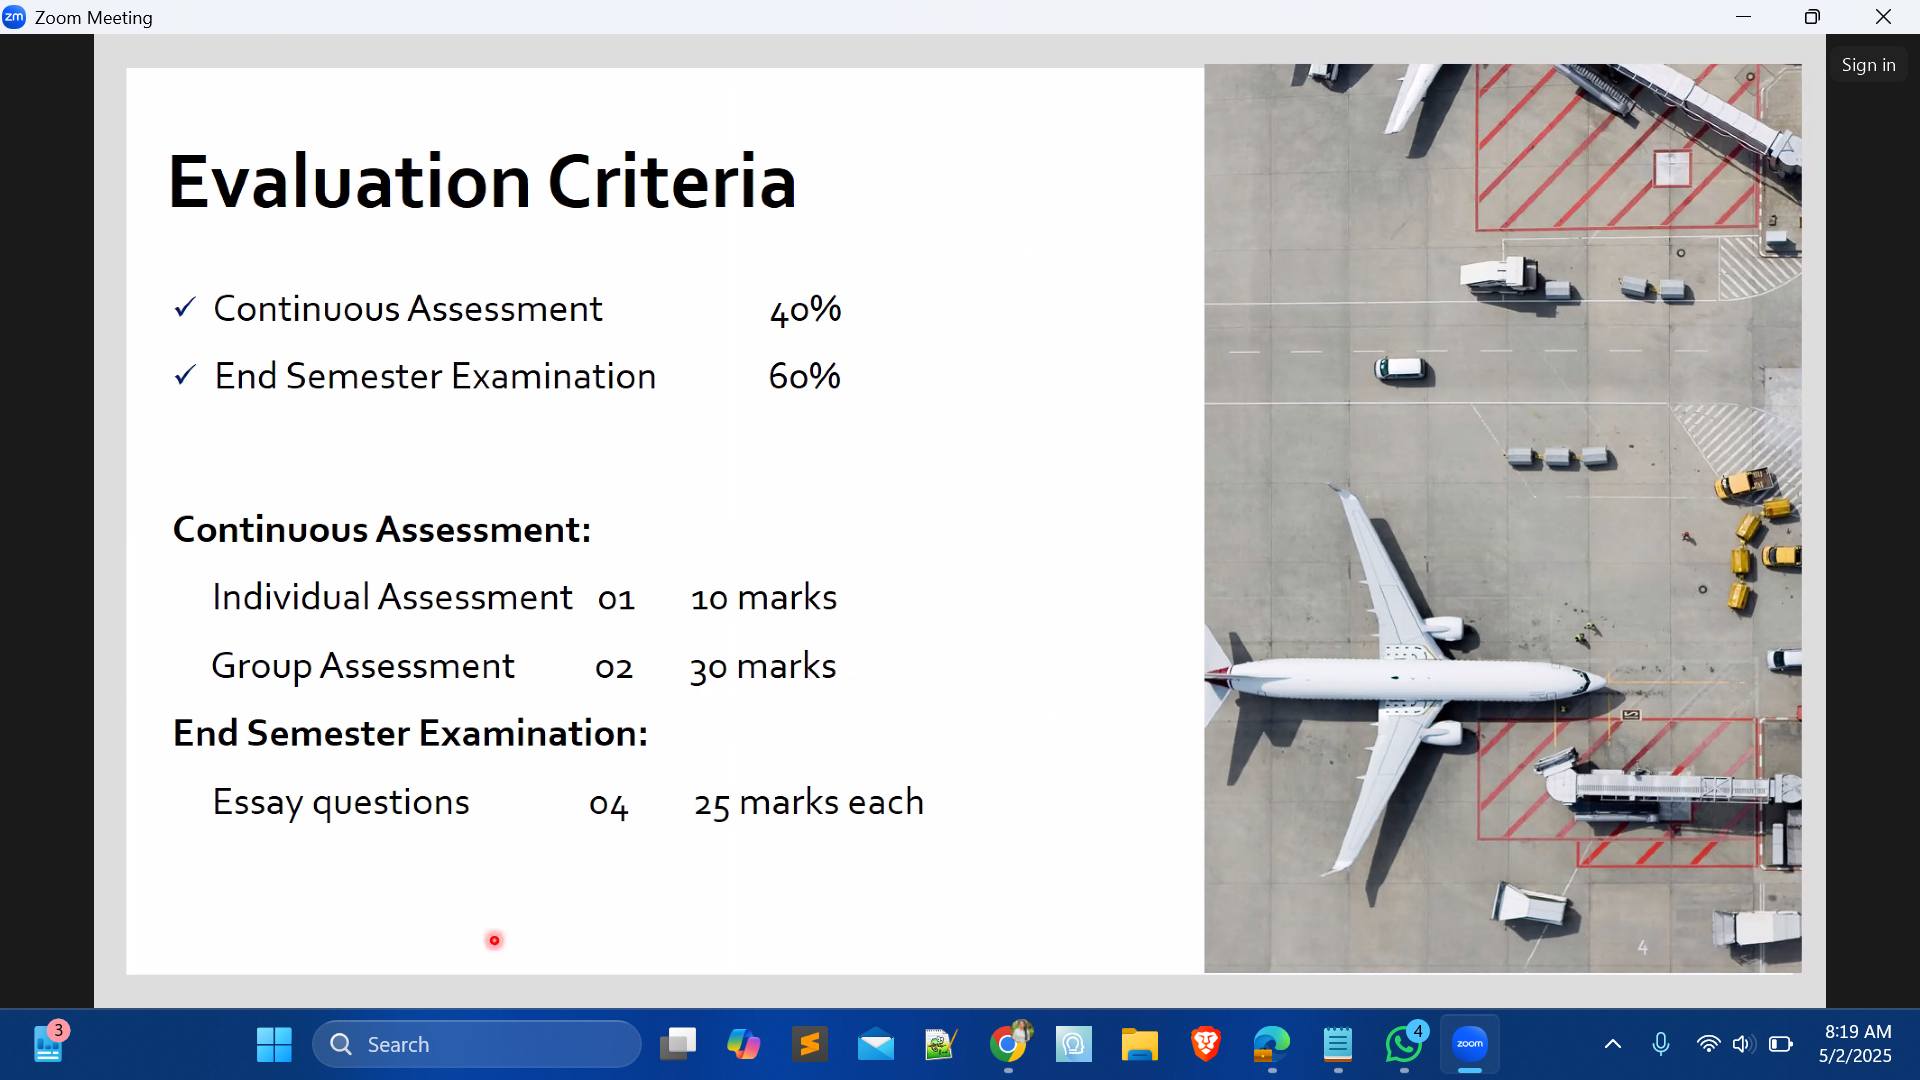 zm Zoom Meeting
Sign in
Evaluation Criteria
✓ Continuous Assessment 40%
✓ End Semester Examination 60%
Continuous Assessment:
Individual Assessment 01 10 marks
Group Assessment 02 30 marks
End Semester Examination:
Essay questions 04 25 marks each
4
3
Search
4
zoom
8:19 AM
5/2/2025